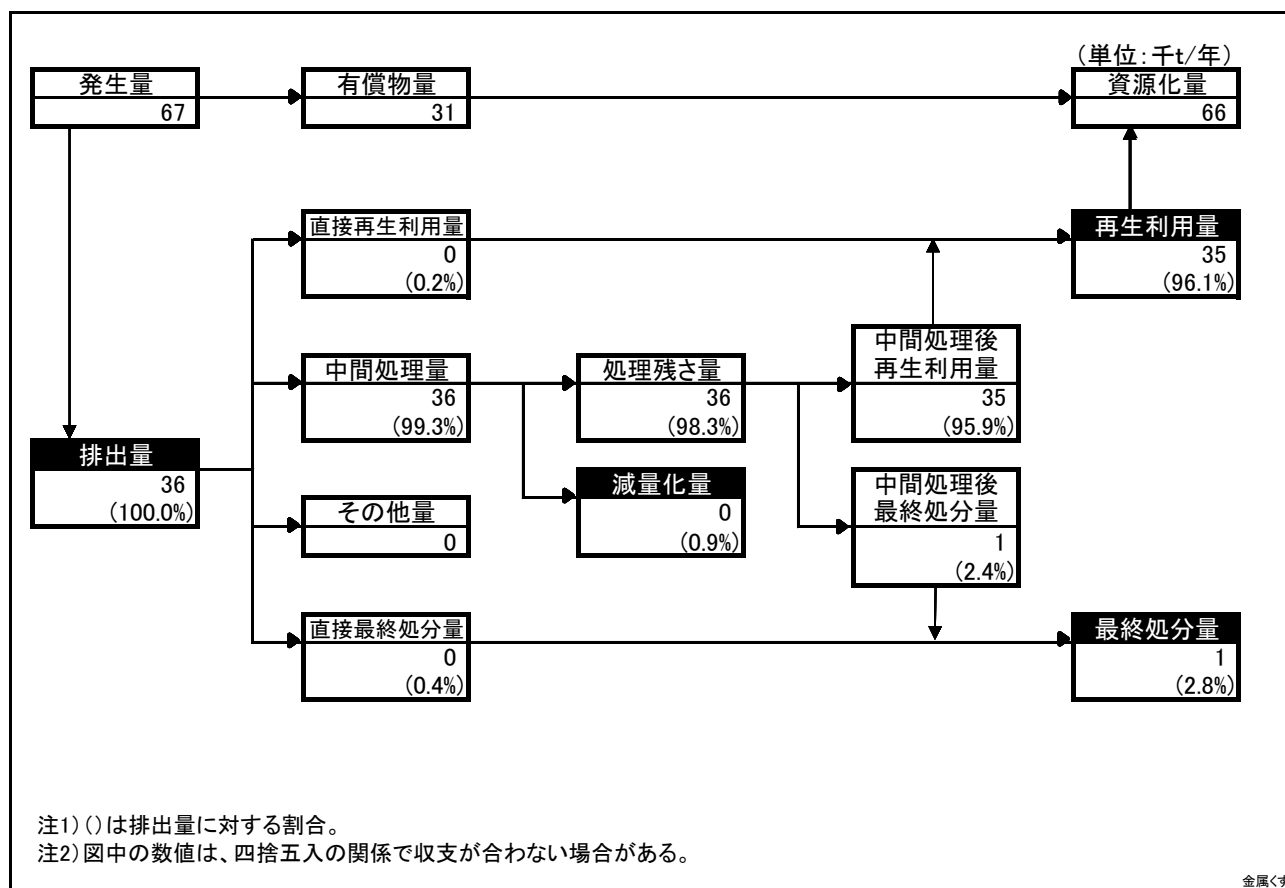 (単位:千t/年)
発生量
67
有償物量
31
資源化量
66
直接再生利用量
0
(0.2%)
再生利用量
35
(96.1%)
中間処理量
36
(99.3%)
処理残さ量
36
(98.3%)
中間処理後
再生利用量
35
(95.9%)
排出量
36
(100.0%)
その他量
0
減量化量
0
(0.9%)
中間処理後
最終処分量
1
(2.4%)
直接最終処分量
0
(0.4%)
最終処分量
1
(2.8%)
注1)()は排出量に対する割合。
注2)図中の数値は、四捨五入の関係で収支が合わない場合がある。
金属くず